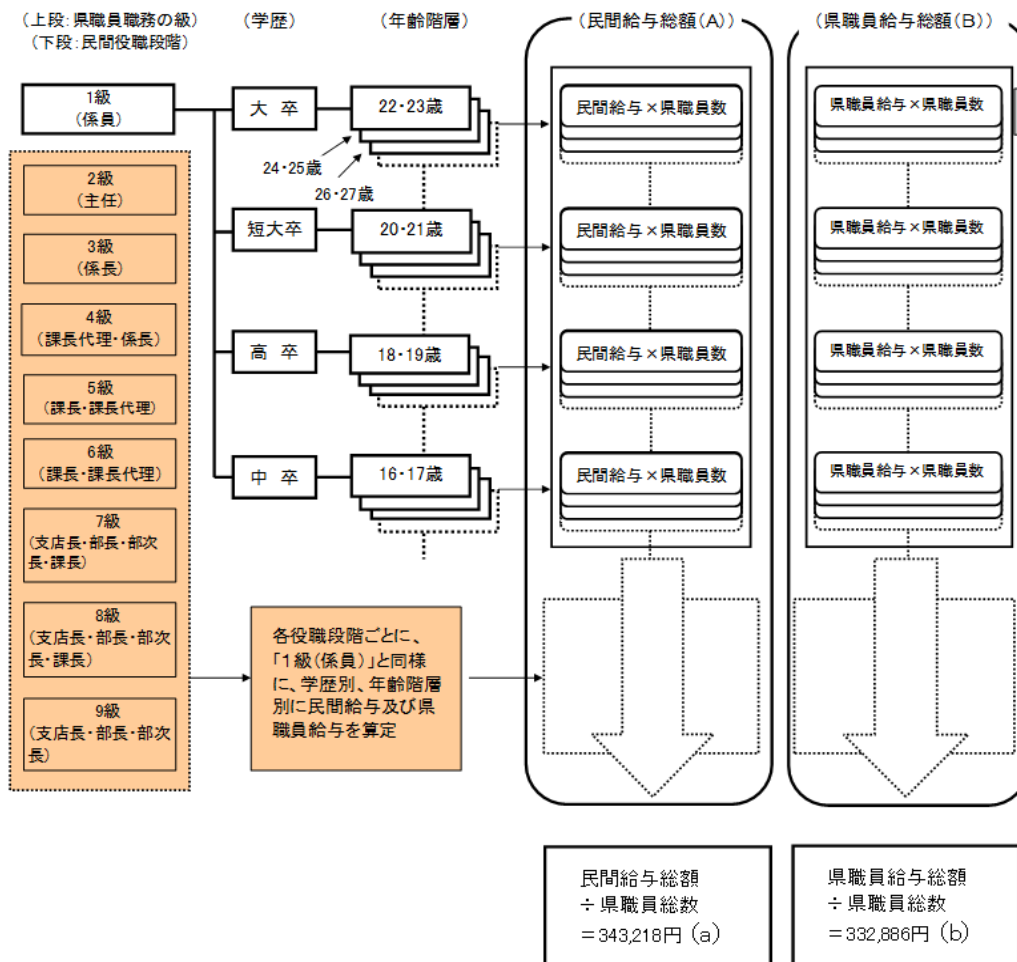 （上段：県職員職務の級）
（下段：民間役職段階）
（学歴）
（年齢階層）
（民間給与総額(A)）
（県職員給与総額(B)）
1級
（係員）
大　卒
22・23歳
24・25歳
26・27歳
民間給与×県職員数
県職員給与×県職員数
2級
（主任）
短大卒
20・21歳
民間給与×県職員数
県職員給与×県職員数
3級
（係長）
4級
（課長代理・係長）
高　卒
18・19歳
民間給与×県職員数
県職員給与×県職員数
5級
（課長・課長代理）
6級
（課長・課長代理）
中　卒
16・17歳
民間給与×県職員数
県職員給与×県職員数
7級
（支店長・部長・部次
長・課長）
8級
（支店長・部長・部次
長・課長）
9級
（支店長・部長・部次
長）
各役職段階ごとに、
「１級（係員）」と同様
に、学歴別、年齢階層
別に民間給与及び県
職員給与を算定
民間給与総額
÷県職員総数
＝343,218円 (a)
県職員給与総額
÷県職員総数
＝332,886円 (b)